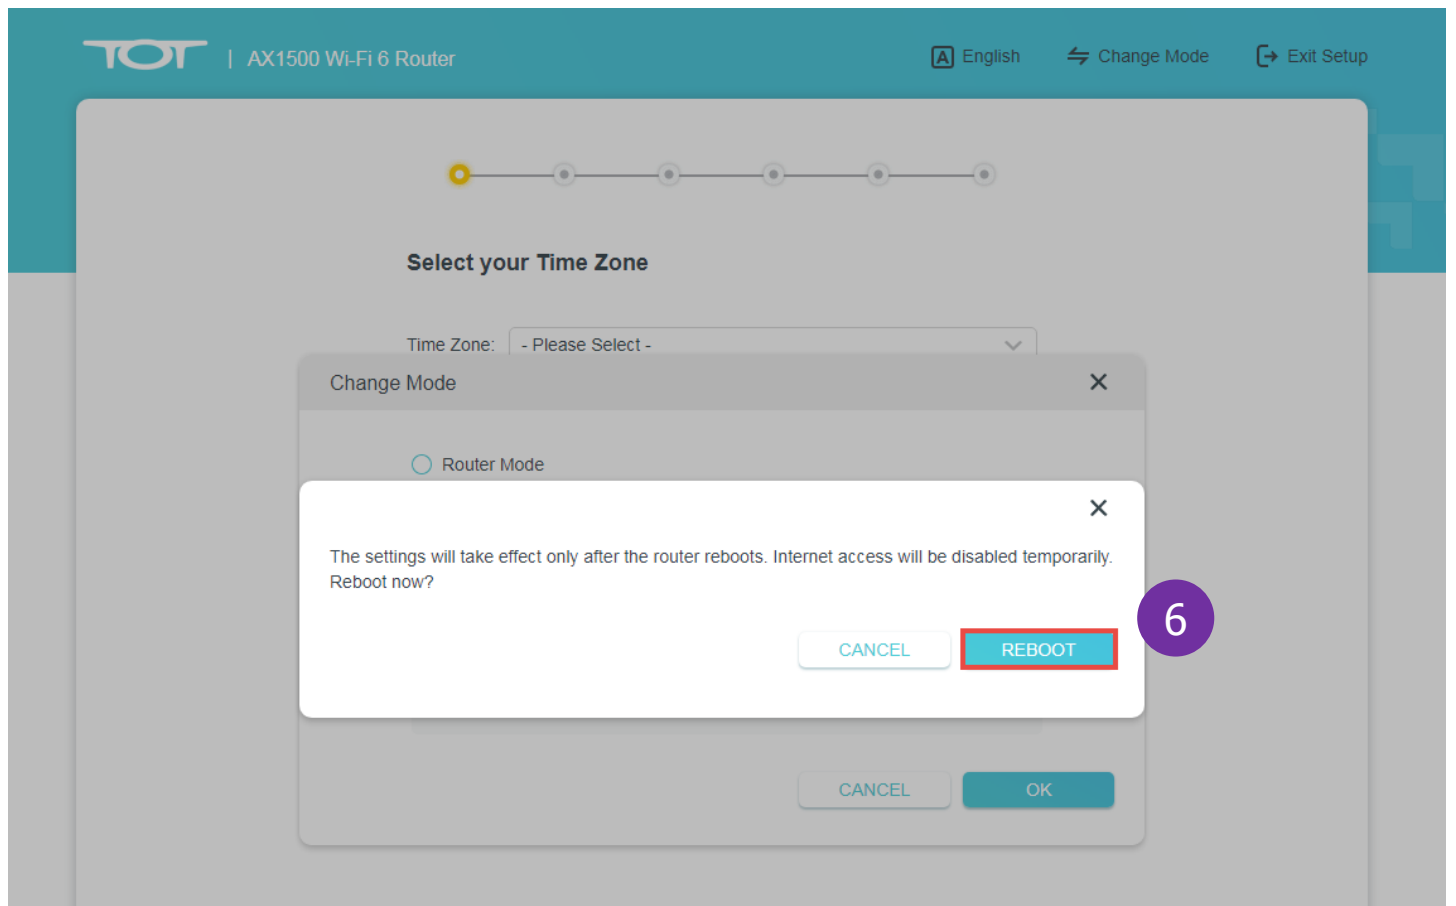 TOT | AX1500 Wi-Fi 6 Router
A English Change Mode Exit Setup
Select your Time Zone
Time Zone: - Please Select -
Change Mode
Router Mode
The settings will take effect only after the router reboots. Internet access will be disabled temporarily.
Reboot now?
CANCEL REBOOT
6
CANCEL OK